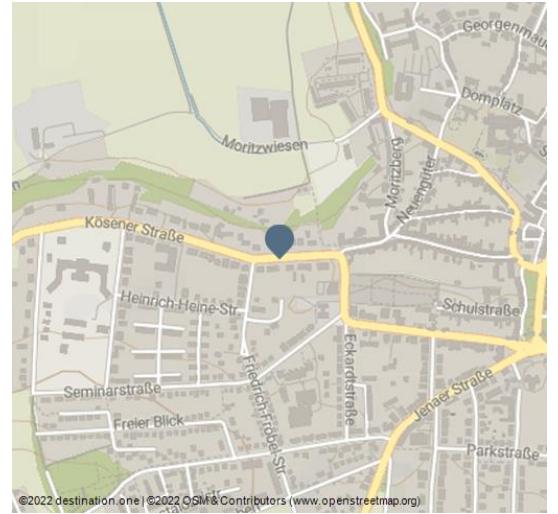 Georgenmau
Domplatz
Moritzwiesen
Moritzberg
Neuengüter
Kösener Straße
Heinrich-Heine-Str.
Schulstraße
Eckardtstraße
Friedrich-Fröbel-Str.
Seminarstraße
Jenaer Straße
Freier Blick
Parkstraße
©2022 destination.one | ©2022 OSM & Contributors (www.openstreetmap.org)